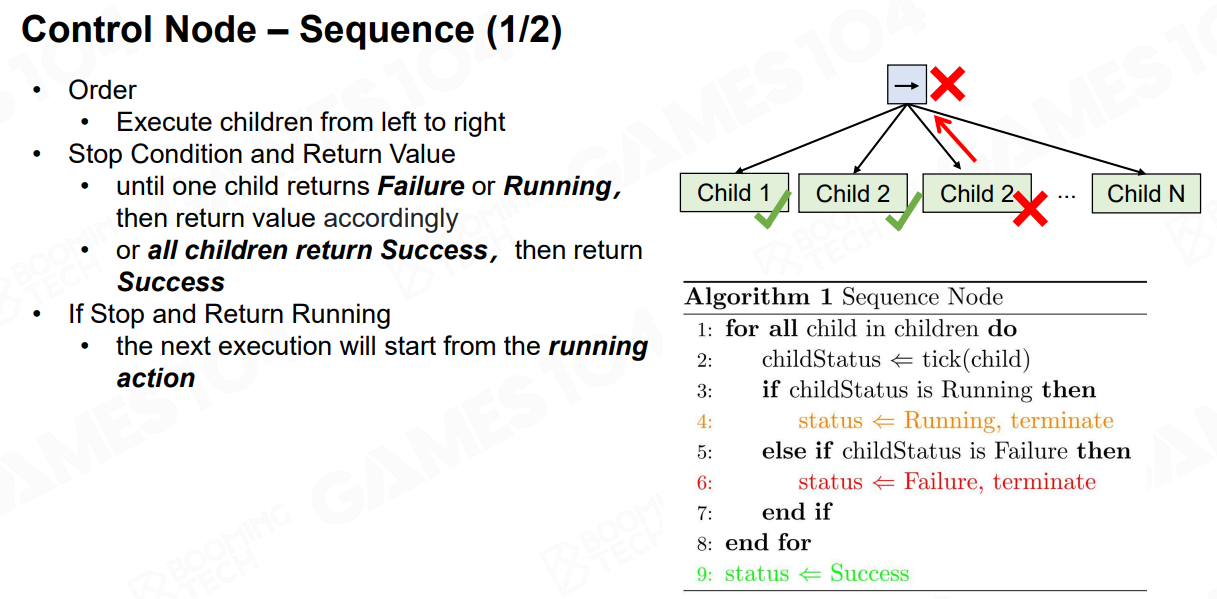 Control Node – Sequence (1/2)
• Order
• Execute children from left to right
• Stop Condition and Return Value
• until one child returns Failure or Running,
then return value accordingly
• or all children return Success, then return
Success
• If Stop and Return Running
• the next execution will start from the running
action
→
Child 1
Child 2
Child 2
...
Child N
Algorithm 1 Sequence Node
1: for all child in children do
2: childStatus ⇐ tick(child)
3: if childStatus is Running then
4: status ⇐ Running, terminate
5: else if childStatus is Failure then
6: status ⇐ Failure, terminate
7: end if
8: end for
9: status ⇐ Success
GAMES104
BOOMING
TECH